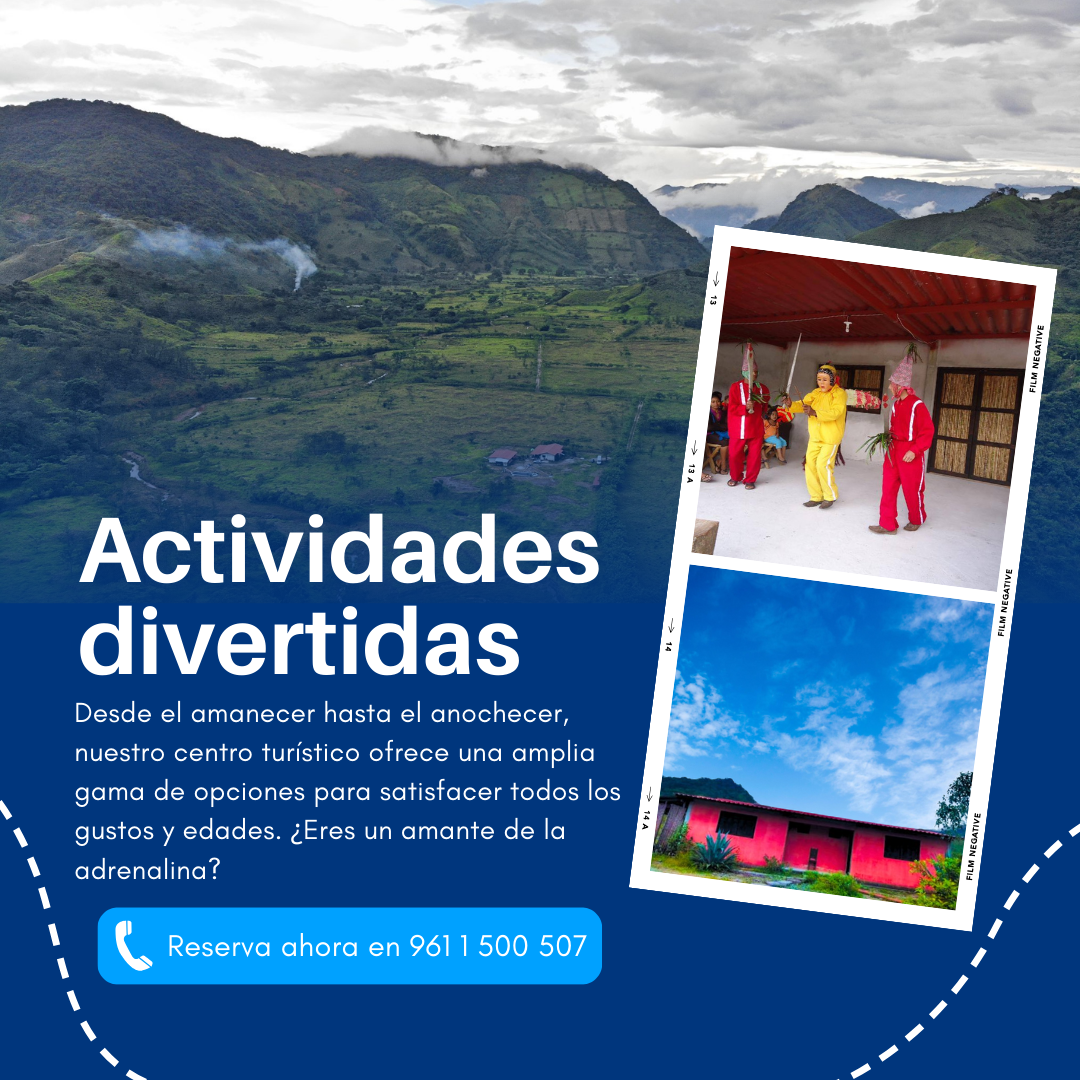 Actividades
divertidas
Desde el amanecer hasta el anochecer,
nuestro centro turístico ofrece una amplia
gama de opciones para satisfacer todos los
gustos y edades. ¿Eres un amante de la
adrenalina?
Reserva ahora en 961 1 500 507
13
13 A
14
14 A
FILM NEGATIVE
FILM NEGATIVE
FILM NEGATIVE